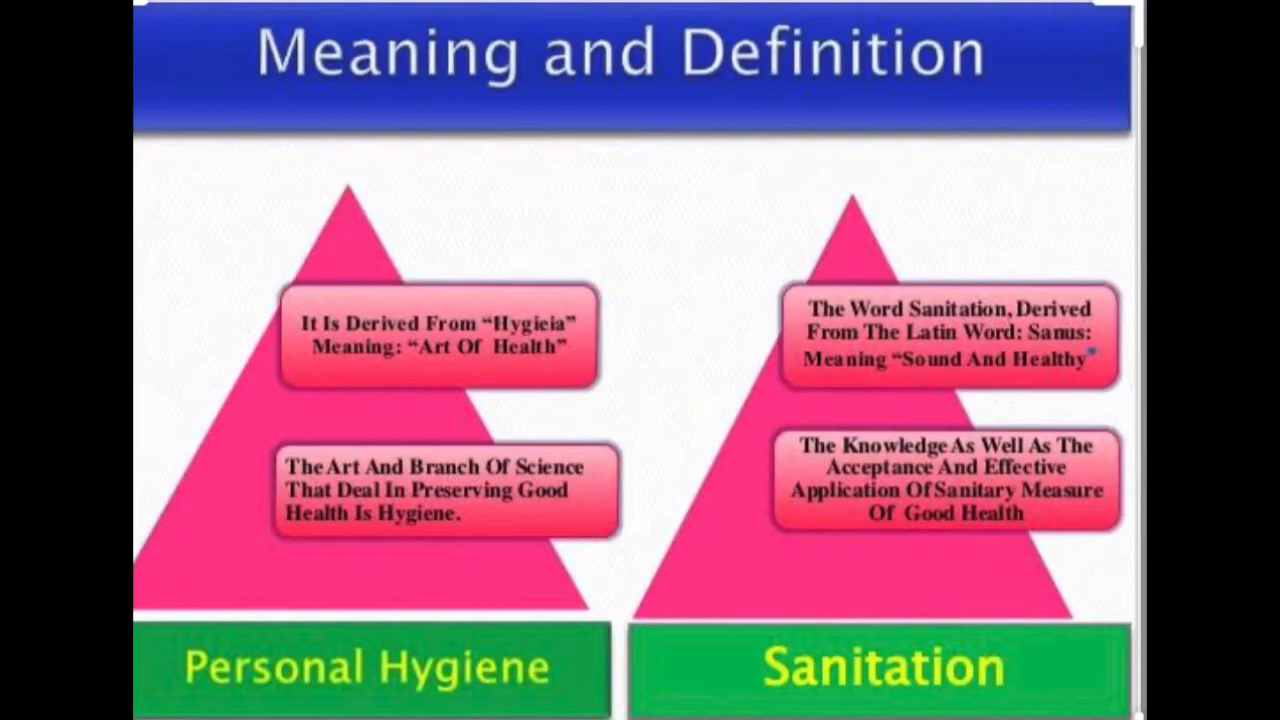 Meaning and Definition
It Is Derived From “Hygieia”
Meaning: “Art Of Health”
The Art And Branch Of Science
That Deal In Preserving Good
Health Is Hygiene.
Personal Hygiene
The Word Sanitation, Derived
From The Latin Word: Sanus:
Meaning “Sound And Healthy”
The Knowledge As Well As The
Acceptance And Effective
Application Of Sanitary Measure
Of Good Health
Sanitation